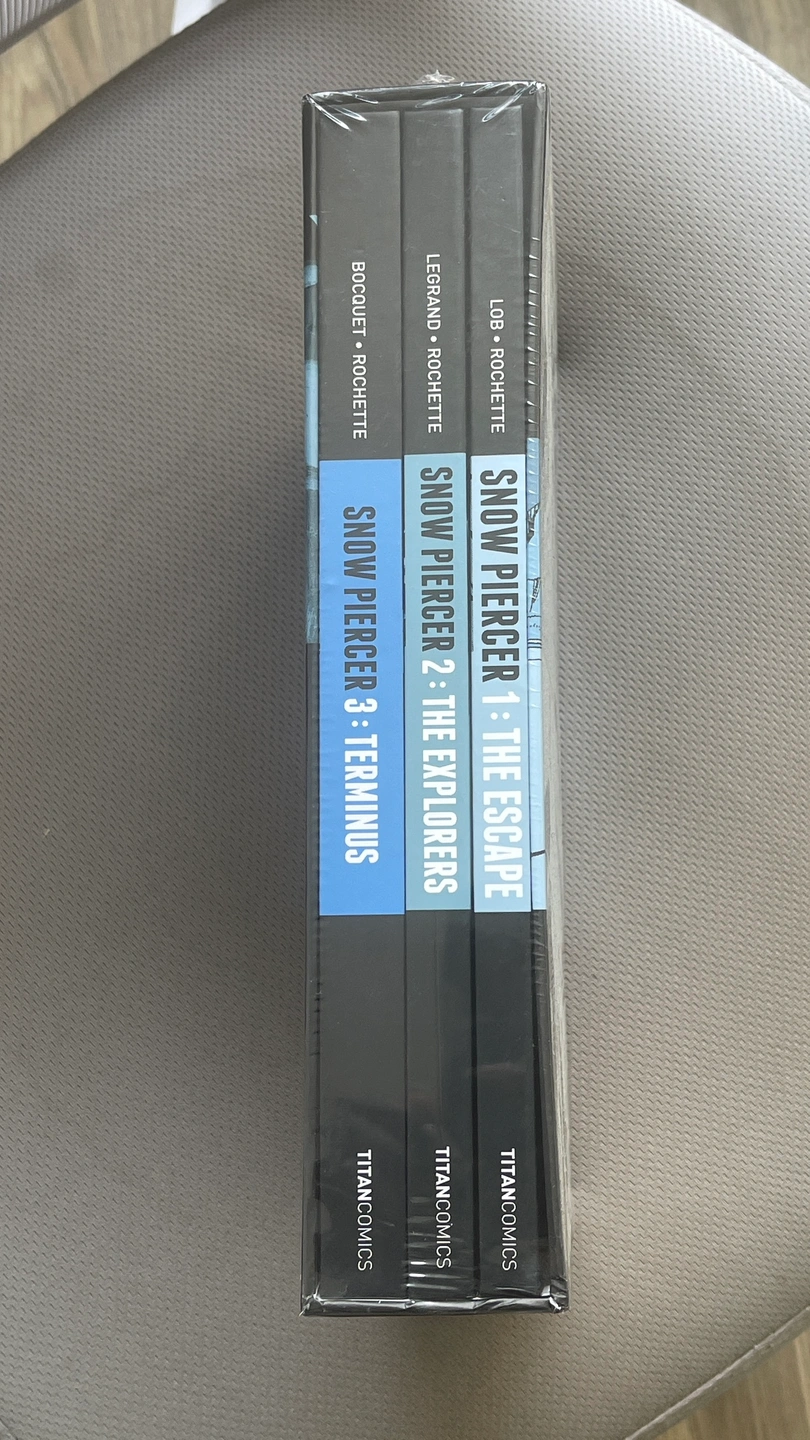 LOB • ROCHETTE
SNOW PIERCER 1: THE ESCAPE
TITANCOMICS
LEGRAND • ROCHETTE
SNOW PIERCER 2: THE EXPLORERS
TITANCOMICS
BOCQUET • ROCHETTE
SNOW PIERCER 3: TERMINUS
TITANCOMICS